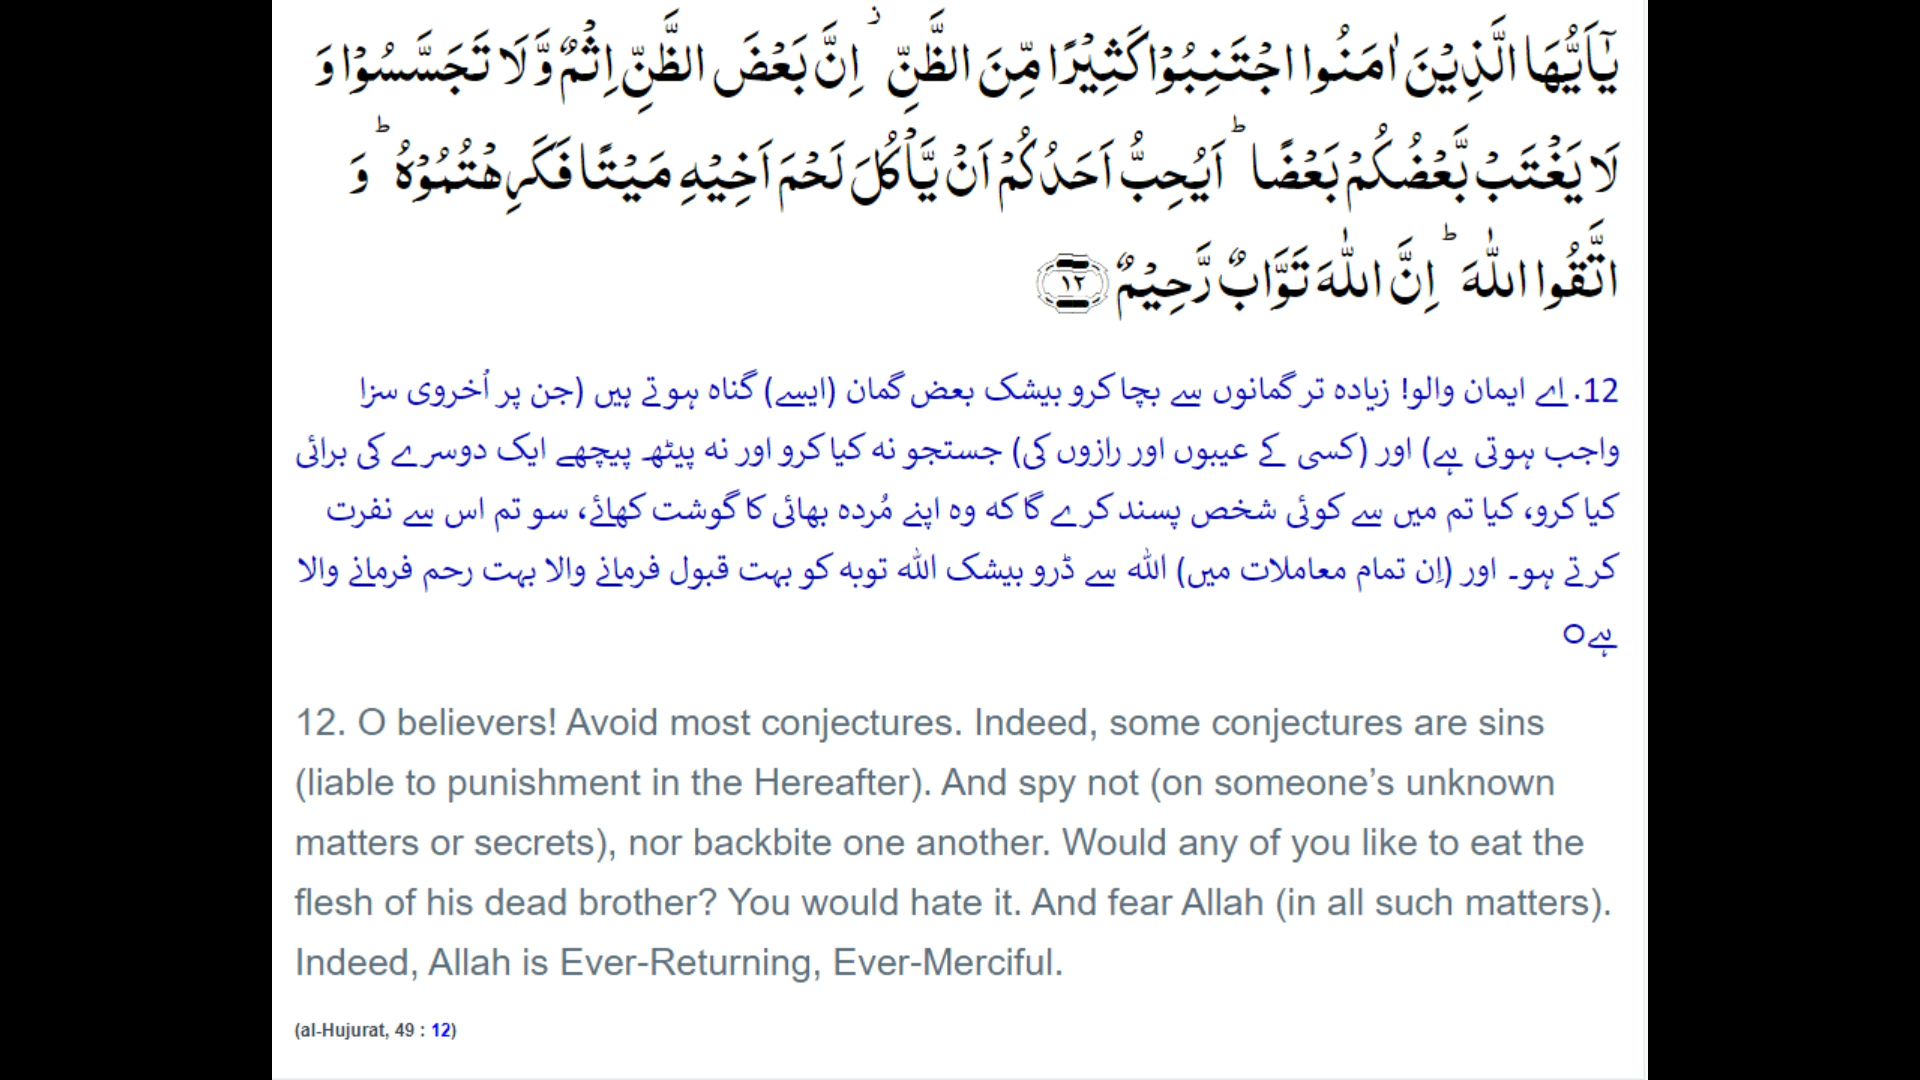 يٰۤاَيُّهَا الَّذِيْنَ اٰمَنُوا اجْتَنِبُوْا كَثِيْرًا مِّنَ الظَّنِّ ؗ اِنَّ بَعْضَ الظَّنِّ اِثْمٌ وَّ لَا تَجَسَّسُوْا وَ
لَا يَغْتَبْ بَّعْضُكُمْ بَعْضًا ؕ اَيُحِبُّ اَحَدُكُمْ اَنْ يَّاْكُلَ لَحْمَ اَخِيْهِ مَيْتًا فَكَرِهْتُمُوْهُ ؕ وَ
اتَّقُوا اللّٰهَ ؕ اِنَّ اللّٰهَ تَوَّابٌ رَّحِيْمٌ ۝۱۲
12. اے ایمان والو! زیادہ تر گمانوں سے بچا کرو بیشک بعض گمان (ایسے) گناہ ہوتے ہیں (جن پر اُخروی سزا
واجب ہوتی ہے) اور (کسی کے عیبوں اور رازوں کی) جستجو نہ کیا کرو اور نہ پیٹھ پیچھے ایک دوسرے کی برائی
کیا کرو، کیا تم میں سے کوئی شخص پسند کرے گا کہ وہ اپنے مُردہ بھائی کا گوشت کھائے، سو تم اس سے نفرت
کرتے ہو۔ اور (اِن تمام معاملات میں) اللہ سے ڈرو بیشک اللہ توبہ کو بہت قبول فرمانے والا بہت رحم فرمانے والا
ہےo
12. O believers! Avoid most conjectures. Indeed, some conjectures are sins
(liable to punishment in the Hereafter). And spy not (on someone’s unknown
matters or secrets), nor backbite one another. Would any of you like to eat the
flesh of his dead brother? You would hate it. And fear Allah (in all such matters).
Indeed, Allah is Ever-Returning, Ever-Merciful.
(al-Hujurat, 49 : 12)